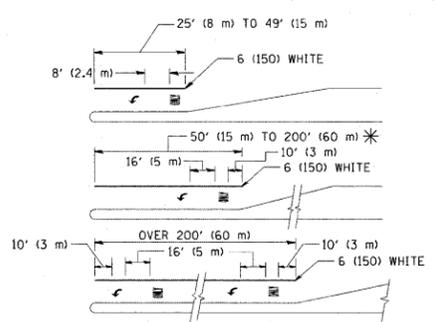 25' (8 m) TO 49' (15 m)
6 (150) WHITE
8' (2.4 m)
50' (15 m) TO 200' (60 m) *
16' (5 m)
10' (3 m)
6 (150) WHITE
OVER 200' (60 m)
10' (3 m)
16' (5 m)
10' (3 m)
6 (150) WHITE